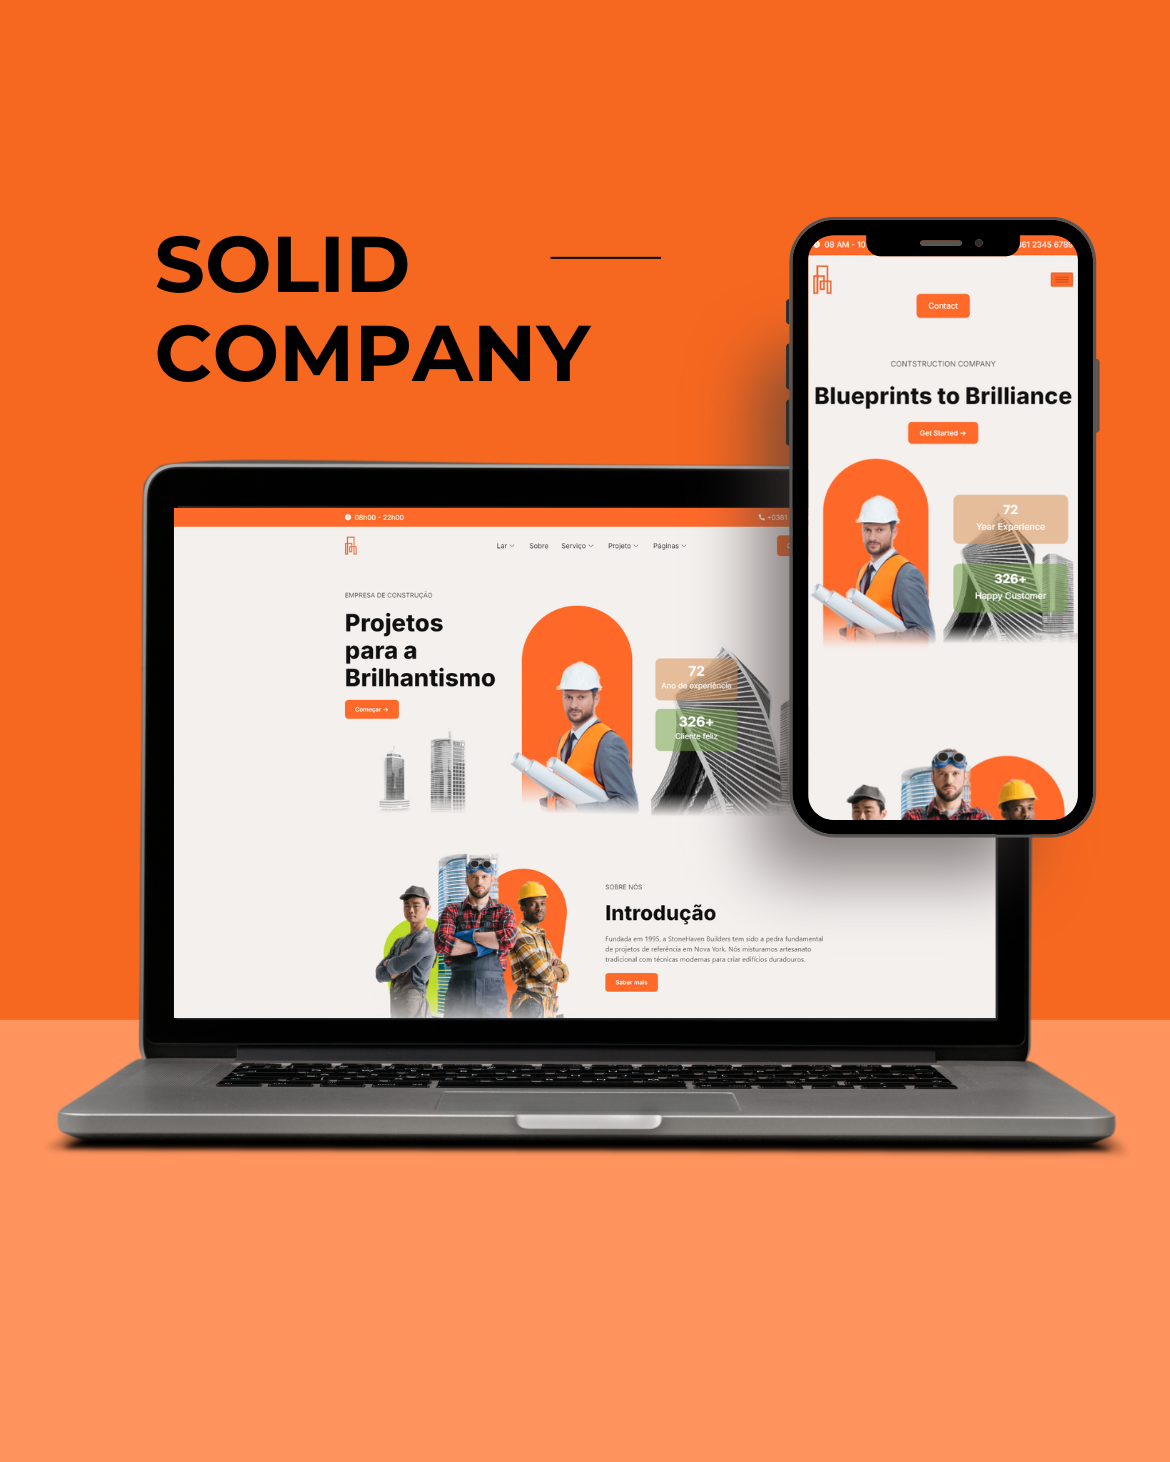 SOLID
COMPANY
08 AM - 10
61 2345 678
Contact
CONTSTRUCTION COMPANY
Blueprints to Brilliance
Get Started →
72
Year Experience
326+
Happy Customer
08h00 - 22h00
+0361
Lar Sobre Serviço Projeto Páginas
EMPRESA DE CONSTRUÇÃO
Projetos
para a
Brilhantismo
Começar →
72
Ano de experiência
326+
Cliente feliz
SOBRE NÓS
Introdução
Fundada em 1995, a StoneHaven Builders tem sido a pedra fundamental
de projetos de referência em Nova York. Nós misturamos artesanato
tradicional com técnicas modernas para criar edifícios duradouros.
Saber mais